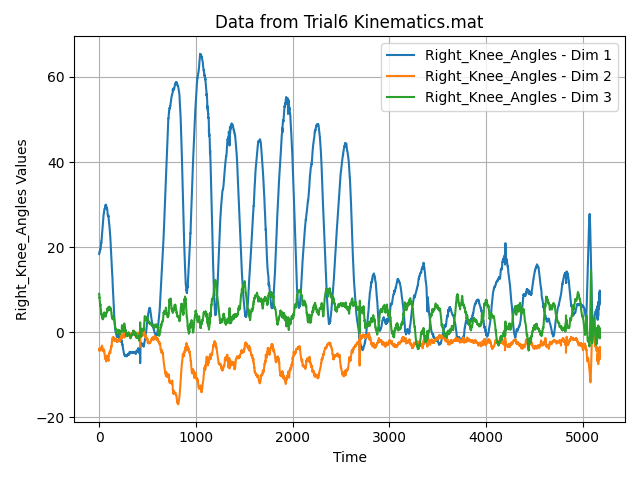 Data from Trial6 Kinematics.mat
Right_Knee_Angles - Dim 1
Right_Knee_Angles - Dim 2
Right_Knee_Angles - Dim 3
Right_Knee_Angles Values
60
40
20
0
−20
0 1000 2000 3000 4000 5000
Time